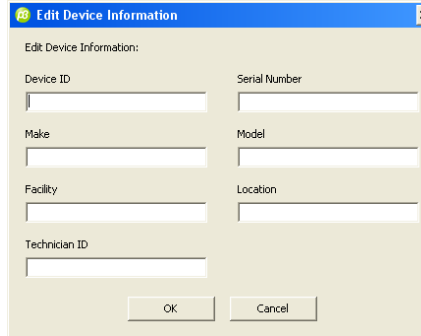 Edit Device Information
Edit Device Information:
Device ID
Serial Number
Make
Model
Facility
Location
Technician ID
OK
Cancel